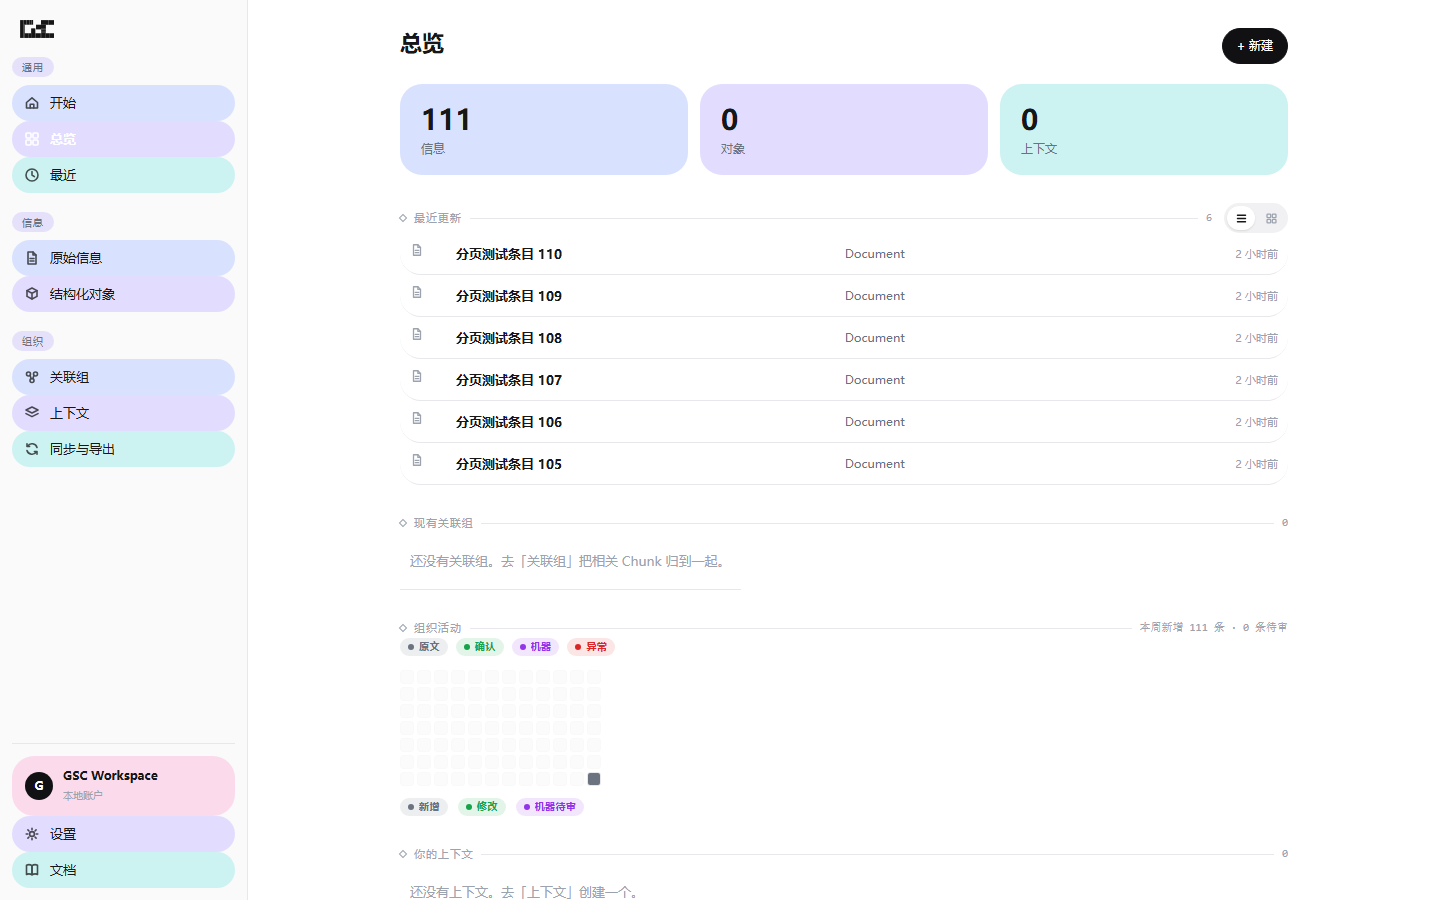 GSC
通用
开始
总览
最近
信息
原始信息
结构化对象
组织
关联组
上下文
同步与导出
G
GSC Workspace
本地账户
设置
文档
总览
+ 新建
111
信息
0
对象
0
上下文
最近更新
6
分页测试条目 110 Document 2 小时前
分页测试条目 109 Document 2 小时前
分页测试条目 108 Document 2 小时前
分页测试条目 107 Document 2 小时前
分页测试条目 106 Document 2 小时前
分页测试条目 105 Document 2 小时前
现有关联组
0
还没有关联组。去「关联组」把相关 Chunk 归到一起。
组织活动
本周新增 111 条 · 0 条待审
原文 确认 机器 异常
新增 修改 机器待审
你的上下文
0
还没有上下文。去「上下文」创建一个。